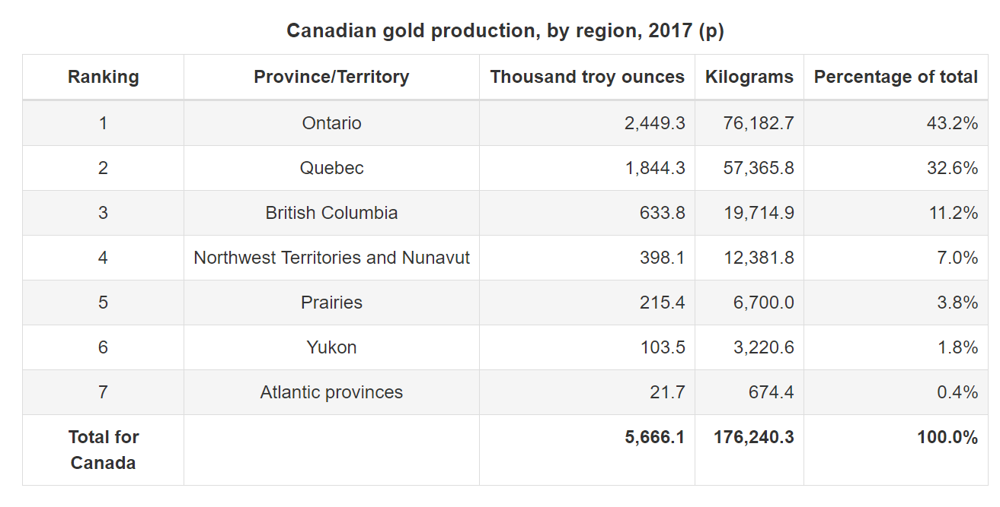 Canadian gold production, by region, 2017 (p)
Ranking Province/Territory Thousand troy ounces Kilograms Percentage of total
1 Ontario 2,449.3 76,182.7 43.2%
2 Quebec 1,844.3 57,365.8 32.6%
3 British Columbia 633.8 19,714.9 11.2%
4 Northwest Territories and Nunavut 398.1 12,381.8 7.0%
5 Prairies 215.4 6,700.0 3.8%
6 Yukon 103.5 3,220.6 1.8%
7 Atlantic provinces 21.7 674.4 0.4%
Total for 5,666.1 176,240.3 100.0%
Canada